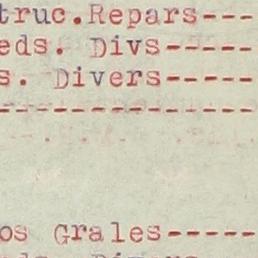 truc.Repars---
eds. Divs-----
s. Divers-----
--------------
os Grales-----